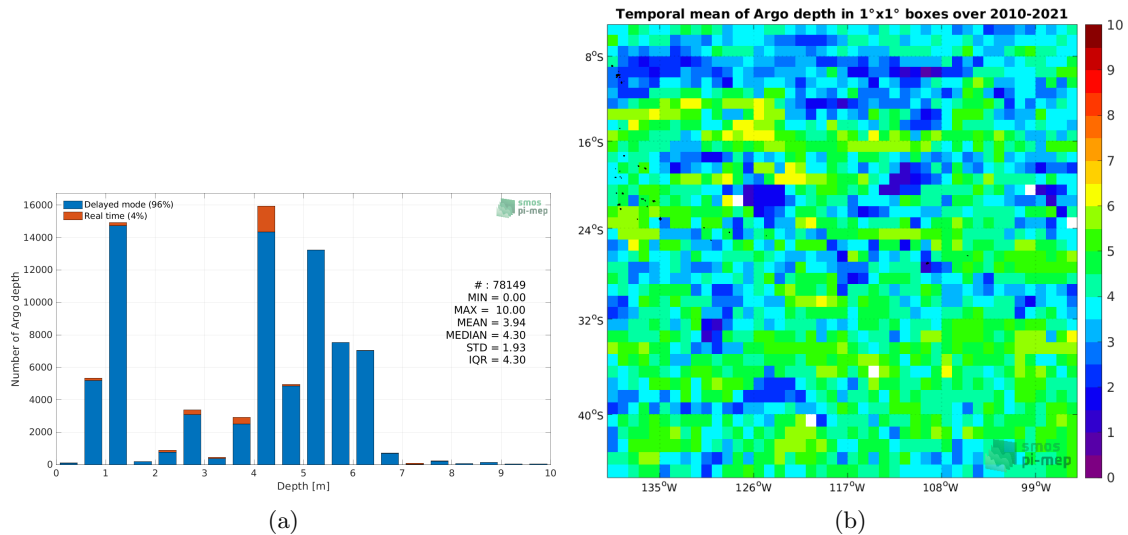 Delayed mode (96%)
Real time (4%)
smos
pi-mep
16000
14000
12000
10000
8000
6000
4000
2000
0
Number of Argo depth
# : 78149
MIN = 0.00
MAX = 10.00
MEAN = 3.94
MEDIAN = 4.30
STD = 1.93
IQR = 4.30
0 1 2 3 4 5 6 7 8 9 10
Depth [m]
(a)
Temporal mean of Argo depth in 1°x1° boxes over 2010-2021
8°S
16°S
24°S
32°S
40°S
135°W 126°W 117°W 108°W 99°W
smos
pi-mep
10
9
8
7
6
5
4
3
2
1
0
(b)